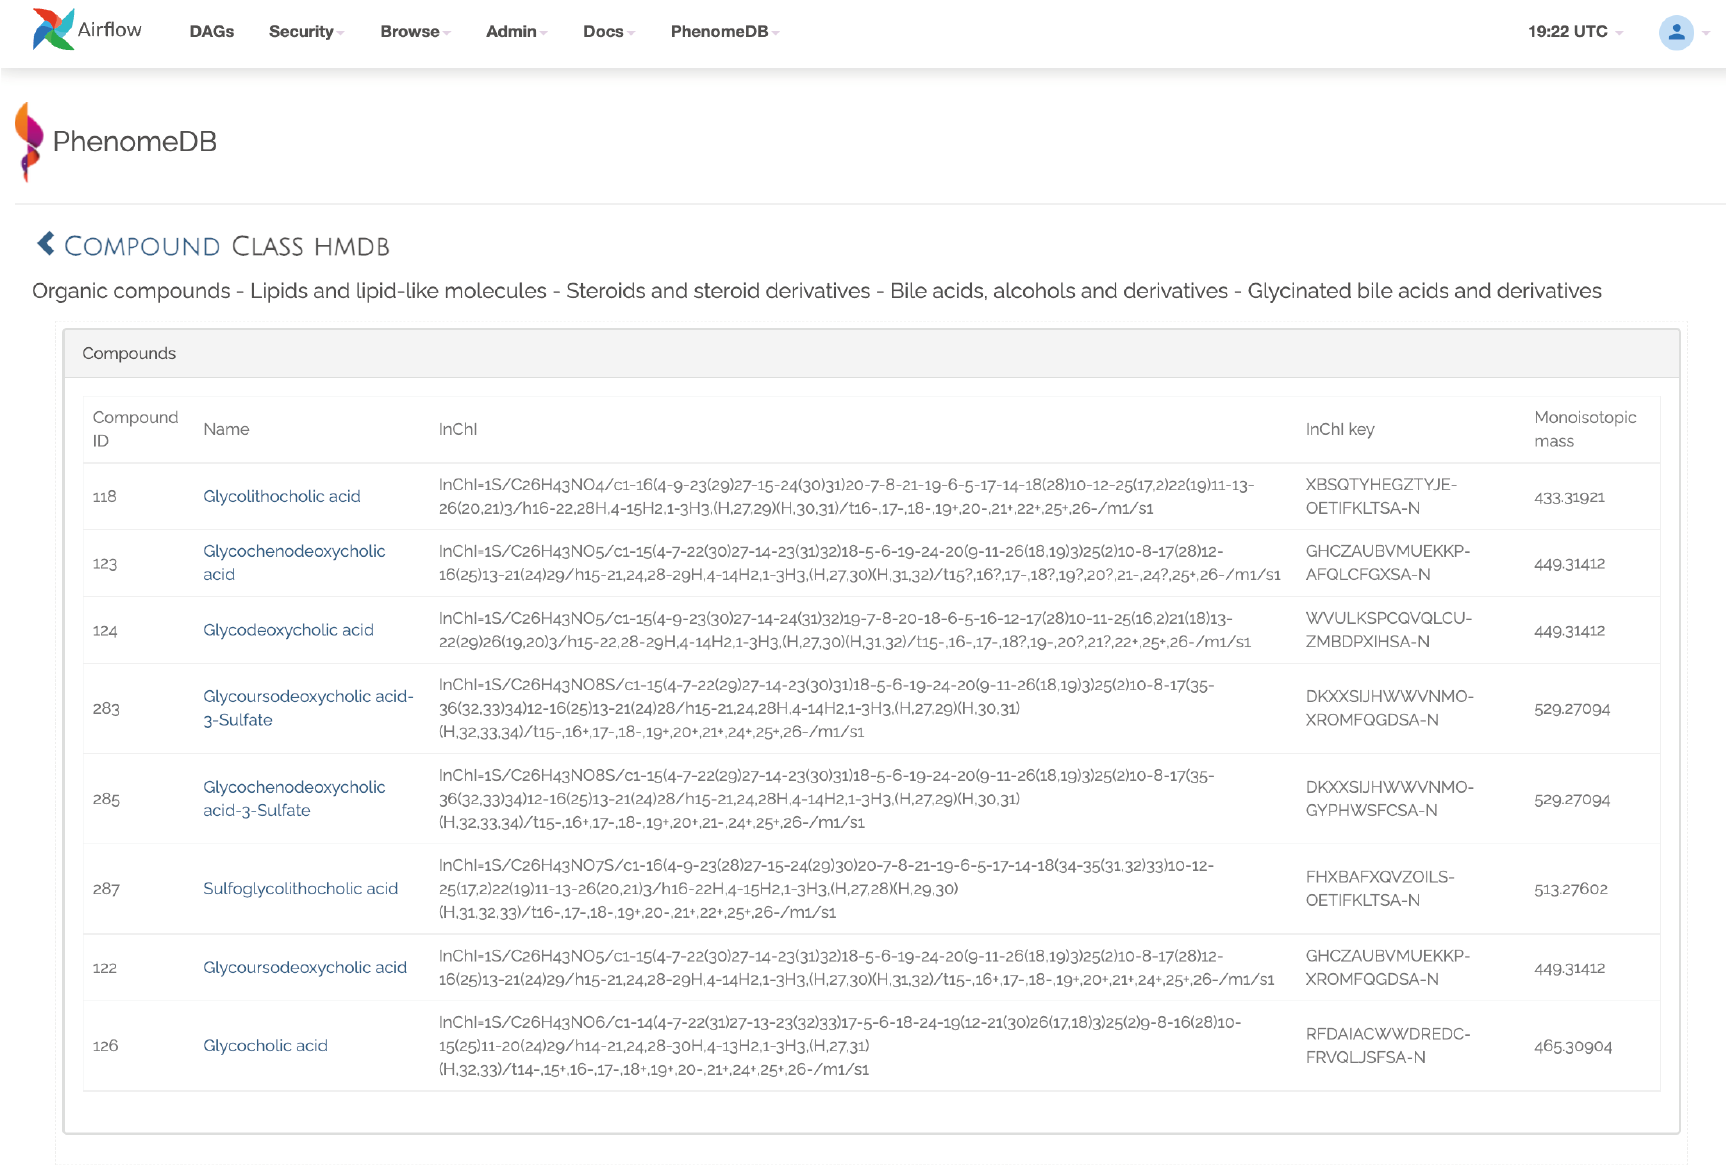 Airflow DAGs Security Browse Admin Docs PhenomeDB 19:22 UTC
PhenomeDB
COMPOUND CLASS HMDB
Organic compounds - Lipids and lipid-like molecules - Steroids and steroid derivatives - Bile acids, alcohols and derivatives - Glycinated bile acids and derivatives
Compounds
Compound ID
Name
InChI
InChI key
Monoisotopic mass
118
Glycolithocholic acid
InChI=1S/C26H43NO4/c1-16(4-9-23(29)27-15-24(30)31)20-7-8-21-19-6-5-17-14-18(28)10-12-25(17,2)22(19)11-13-
26(20,21)3/h16-22,28H,4-15H2,1-3H3,(H,27,29)(H,30,31)/t16-,17-,18-,19+,20-,21+,22+,25+,26-/m1/s1
XBSQTYHEGZTYJE-
OETIFKLTSA-N
433.31921
123
Glycochenodeoxycholic
acid
InChI=1S/C26H43NO5/c1-15(4-7-22(30)27-14-23(31)32)18-5-6-19-24-20(9-11-26(18,19)3)25(2)10-8-17(28)12-
16(25)13-21(24)29/h15-21,24,28-29H,4-14H2,1-3H3,(H,27,30)(H,31,32)/t15?,16?,17-,18?,19?,20?,21-,24?,25+,26-/m1/s1
GHCZAUBVMUEKKP-
AFQLCFGXSA-N
449.31412
124
Glycodeoxycholic acid
InChI=1S/C26H43NO5/c1-15(4-9-23(30)27-14-24(31)32)19-7-8-20-18-6-5-16-12-17(28)10-11-25(16,2)21(18)13-
22(29)26(19,20)3/h15-22,28-29H,4-14H2,1-3H3,(H,27,30)(H,31,32)/t15-,16-,17-,18?,19-,20?,21?,22+,25+,26-/m1/s1
WVULKSPCQVQLCU-
ZMBDPXIHSA-N
449.31412
283
Glycoursodeoxycholic acid-
3-Sulfate
InChI=1S/C26H43NO8S/c1-15(4-7-22(29)27-14-23(30)31)18-5-6-19-24-20(9-11-26(18,19)3)25(2)10-8-17(35-
36(32,33)34)12-16(25)13-21(24)28/h15-21,24,28H,4-14H2,1-3H3,(H,27,29)(H,30,31)
(H,32,33,34)/t15-,16+,17-,18-,19+,20+,21+,24+,25+,26-/m1/s1
DKXXSIJHWWVNMO-
XROMFQGDSA-N
529.27094
285
Glycochenodeoxycholic
acid-3-Sulfate
InChI=1S/C26H43NO8S/c1-15(4-7-22(29)27-14-23(30)31)18-5-6-19-24-20(9-11-26(18,19)3)25(2)10-8-17(35-
36(32,33)34)12-16(25)13-21(24)28/h15-21,24,28H,4-14H2,1-3H3,(H,27,29)(H,30,31)
(H,32,33,34)/t15-,16+,17-,18-,19+,20+,21-,24+,25+,26-/m1/s1
DKXXSIJHWWVNMO-
GYPHWSFCSA-N
529.27094
287
Sulfoglycolithocholic acid
InChI=1S/C26H43NO7S/c1-16(4-9-23(28)27-15-24(29)30)20-7-8-21-19-6-5-17-14-18(34-35(31,32)33)10-12-
25(17,2)22(19)11-13-26(20,21)3/h16-22H,4-15H2,1-3H3,(H,27,28)(H,29,30)
(H,31,32,33)/t16-,17-,18-,19+,20-,21+,22+,25+,26-/m1/s1
FHXBAFXQVZOILS-
OETIFKLTSA-N
513.27602
122
Glycoursodeoxycholic acid
InChI=1S/C26H43NO5/c1-15(4-7-22(30)27-14-23(31)32)18-5-6-19-24-20(9-11-26(18,19)3)25(2)10-8-17(28)12-
16(25)13-21(24)29/h15-21,24,28-29H,4-14H2,1-3H3,(H,27,30)(H,31,32)/t15-,16+,17-,18-,19+,20+,21+,24+,25+,26-/m1/s1
GHCZAUBVMUEKKP-
XROMFQGDSA-N
449.31412
126
Glycocholic acid
InChI=1S/C26H43NO6/c1-14(4-7-22(31)27-13-23(32)33)17-5-6-18-24-19(12-21(30)26(17,18)3)25(2)9-8-16(28)10-
15(25)11-20(24)29/h14-21,24,28-30H,4-13H2,1-3H3,(H,27,31)
(H,32,33)/t14-,15+,16-,17-,18+,19+,20-,21+,24+,25+,26-/m1/s1
RFDAIACWWDREDC-
FRVQLJSFSA-N
465.30904